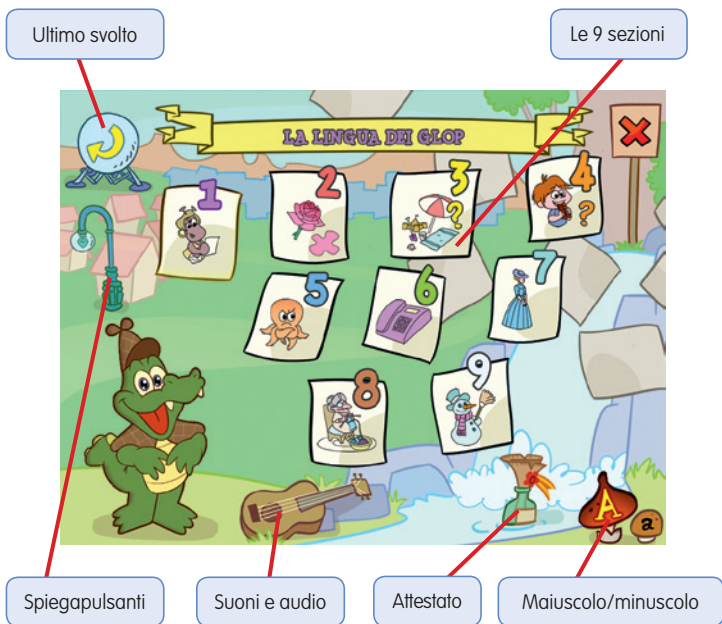 Ultimo svolto
Le 9 sezioni
LA LINGUA DEI GLOP
1
2
3
?
4
?
5
6
7
8
9
A
a
Spiegapulsanti
Suoni e audio
Attestato
Maiuscolo/minuscolo